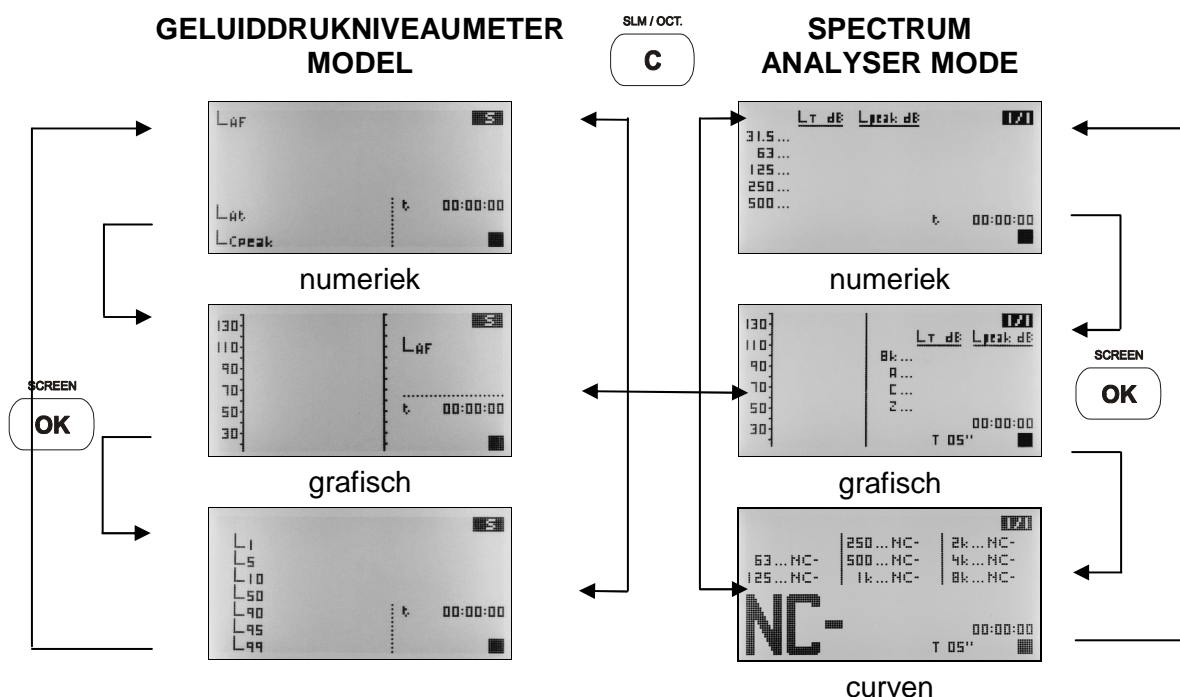 GELUIDDRUKNIVEAUMETER
MODEL
SLM / OCT.
C
SPECTRUM
ANALYSER MODE
LAF
S
LAt
t 00:00:00
LCpeak
numeriek
LT dB Lpeak dB
1/1
31.5...
63...
125...
250...
500...
t 00:00:00
numeriek
SCREEN
OK
130
110
90
70
50
30
S
LAF
t 00:00:00
grafisch
130
110
90
70
50
30
1/1
LT dB Lpeak dB
8k...
A...
C...
Z...
00:00:00
T 05''
grafisch
SCREEN
OK
S
L1
L5
L10
L50
L90
t 00:00:00
L95
L99
1/1
250...NC- 2k...NC-
63...NC- 500...NC- 4k...NC-
125...NC- 1k...NC- 8k...NC-
NC-
00:00:00
T 05''
curven